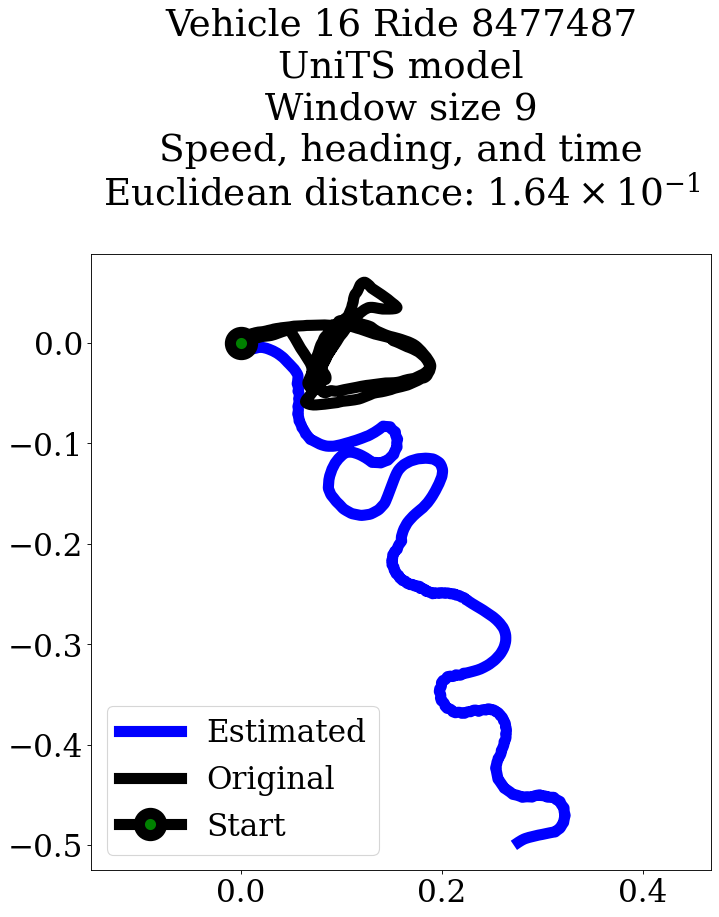 Vehicle 16 Ride 8477487
UniTS model
Window size 9
Speed, heading, and time
Euclidean distance: 1.64 × 10⁻¹
0.0
−0.1
−0.2
−0.3
−0.4
−0.5
Estimated
Original
Start
0.0 0.2 0.4